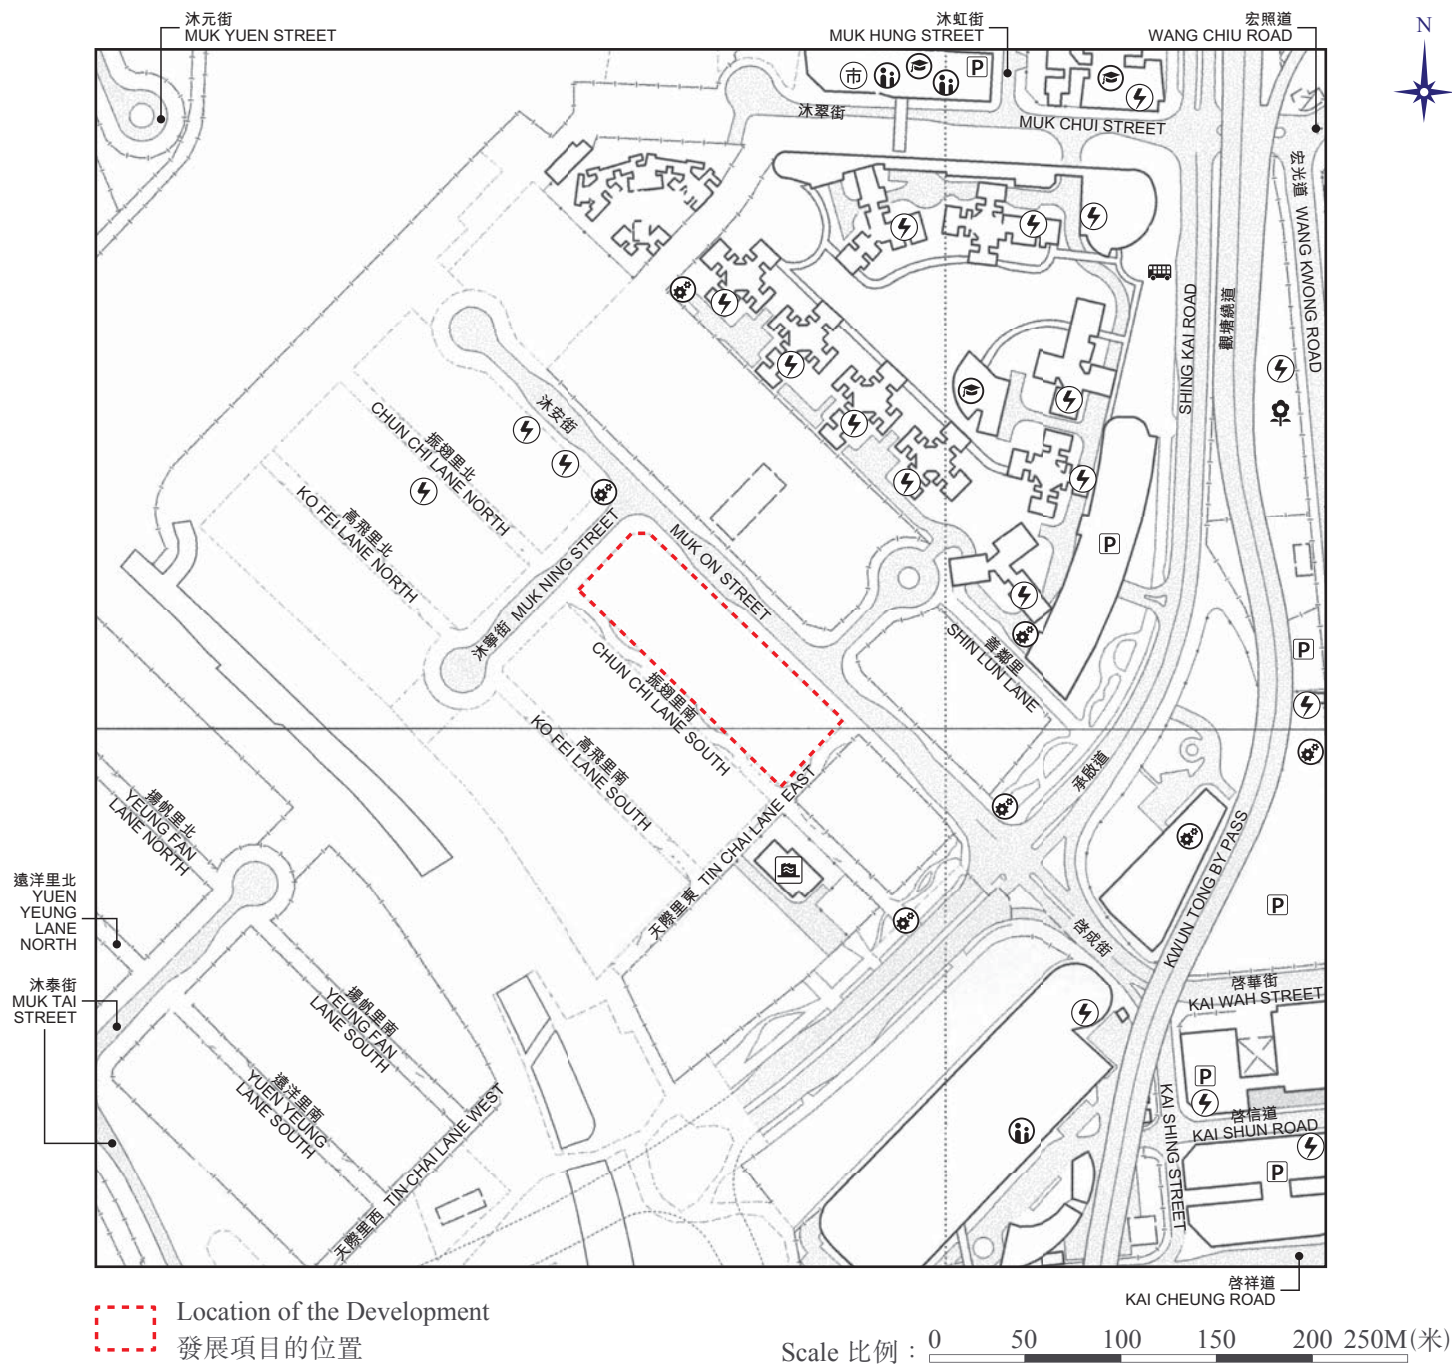 沐元街
MUK YUEN STREET
沐虹街
MUK HUNG STREET
宏照道
WANG CHIU ROAD
N
市
P
沐翠街
MUK CHUI STREET
宏光道 WANG KWONG ROAD
SHING KAI ROAD
觀塘繞道
沐安街
MUK ON STREET
振翅里北
CHUN CHI LANE NORTH
高飛里北
KO FEI LANE NORTH
沐寧街 MUK NING STREET
P
善鄰里
SHIN LUN LANE
P
振翅里南
CHUN CHI LANE SOUTH
高飛里南
KO FEI LANE SOUTH
天際里東 TIN CHAI LANE EAST
承啟道
KWUN TONG BY PASS
揚帆里北
YEUNG FAN
LANE NORTH
遠洋里北
YUEN
YEUNG
LANE
NORTH
沐泰街
MUK TAI
STREET
P
啓成街
啓華街
KAI WAH STREET
揚帆里南
YEUNG FAN
LANE SOUTH
遠洋里南
YUEN YEUNG
LANE SOUTH
天際里西 TIN CHAI LANE WEST
P
啓信道
KAI SHUN ROAD
KAI SHING STREET
P
啓祥道
KAI CHEUNG ROAD
Location of the Development
發展項目的位置
Scale 比例：0 50 100 150 200 250M(米)